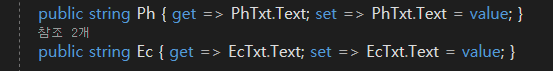 public string Ph { get => PhTxt.Text; set => PhTxt.Text = value; }
참조 2개
public string Ec { get => EcTxt.Text; set => EcTxt.Text = value; }